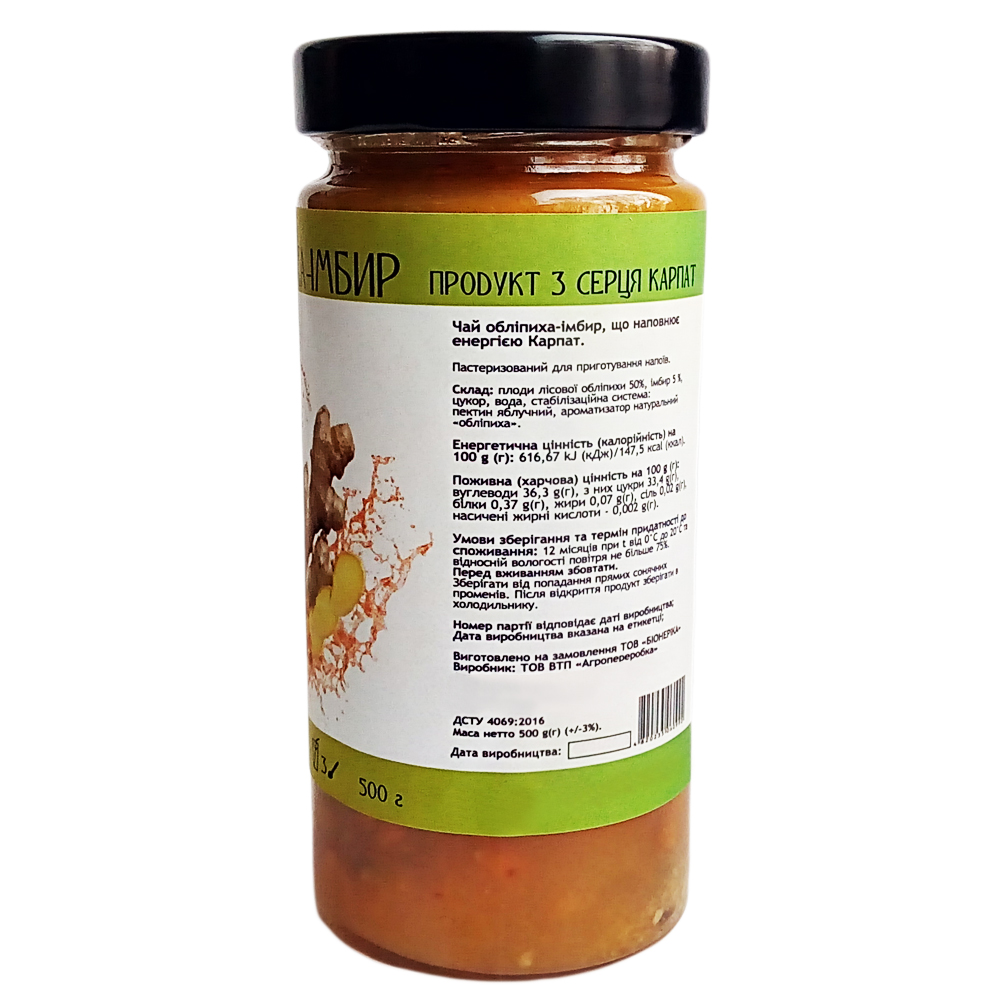 А-ІМБИР
ПРОДУКТ З СЕРЦЯ КАРПАТ
Чай обліпиха-імбир, що наповнює
енергією Карпат.
Пастеризований для приготування напоїв.
Склад: плоди лісової обліпихи 50%, імбир 5 %,
цукор, вода, стабілізаційна система:
пектин яблучний, ароматизатор натуральний
«обліпиха».
Енергетична цінність (калорійність) на
100 g (г): 616,67 kJ (кДж)/147,5 kcal (ккал).
Поживна (харчова) цінність на 100 g (г):
вуглеводи 36,3 g(г), з них цукри 33,4 g(г),
білки 0,37 g(г), жири 0,07 g(г), сіль 0,02 g(г),
насичені жирні кислоти - 0,002 g(г).
Умови зберігання та термін придатності до
споживання: 12 місяців при t від 0°С до 20°С та
відносній вологості повітря не більше 75%.
Перед вживанням збовтати.
Зберігати від попадання прямих сонячних
променів. Після відкриття продукт зберігати в
холодильнику.
Номер партії відповідає даті виробництва;
Дата виробництва вказана на етикетці;
Виготовлено на замовлення ТОВ «БІОНЕРІКА»
Виробник: ТОВ ВТП «Агропереробка»
ДСТУ 4069:2016
Маса нетто 500 g(г) (+/-3%).
Дата виробництва:
500 г